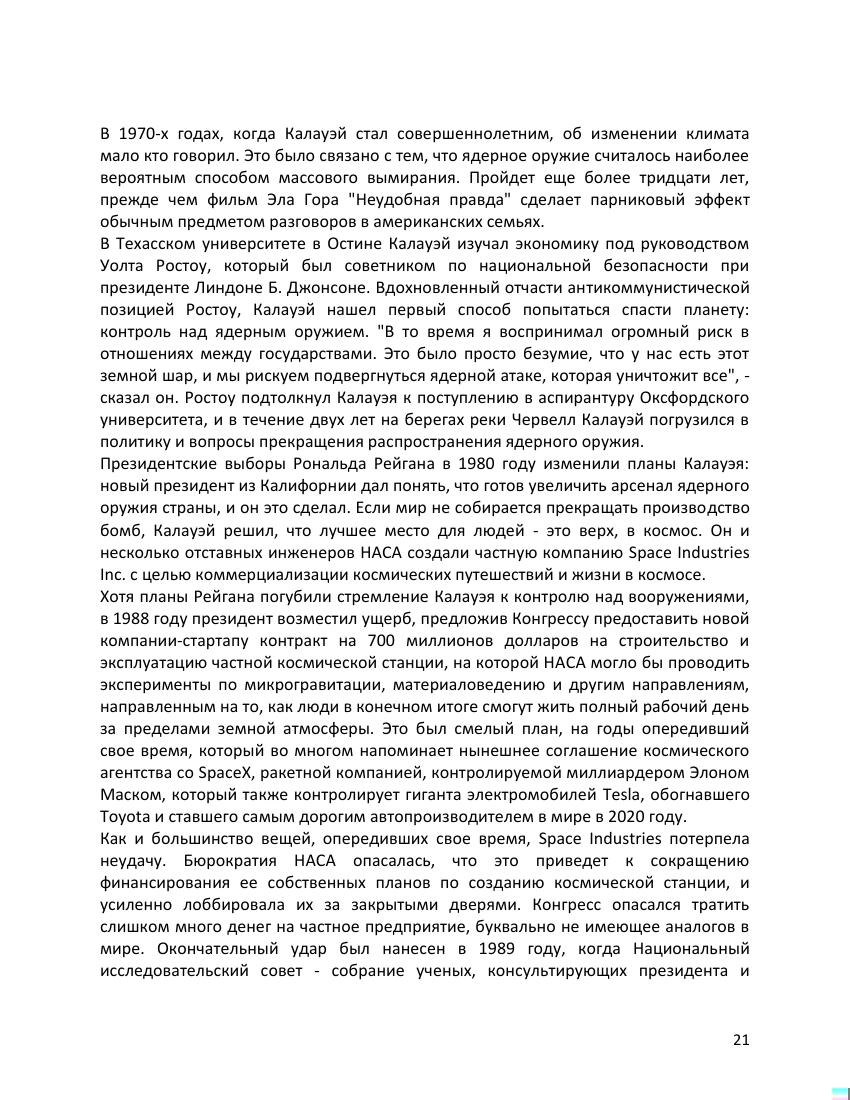 В 1970-х годах, когда Калауэй стал совершеннолетним, об изменении климата
мало кто говорил. Это было связано с тем, что ядерное оружие считалось наиболее
вероятным способом массового вымирания. Пройдет еще более тридцати лет,
прежде чем фильм Эла Гора "Неудобная правда" сделает парниковый эффект
обычным предметом разговоров в американских семьях.
В Техасском университете в Остине Калауэй изучал экономику под руководством
Уолта Ростоу, который был советником по национальной безопасности при
президенте Линдоне Б. Джонсоне. Вдохновленный отчасти антикоммунистической
позицией Ростоу, Калауэй нашел первый способ попытаться спасти планету:
контроль над ядерным оружием. "В то время я воспринимал огромный риск в
отношениях между государствами. Это было просто безумие, что у нас есть этот
земной шар, и мы рискуем подвергнуться ядерной атаке, которая уничтожит все", -
сказал он. Ростоу подтолкнул Калауэя к поступлению в аспирантуру Оксфордского
университета, и в течение двух лет на берегах реки Червелл Калауэй погрузился в
политику и вопросы прекращения распространения ядерного оружия.
Президентские выборы Рональда Рейгана в 1980 году изменили планы Калауэя:
новый президент из Калифорнии дал понять, что готов увеличить арсенал ядерного
оружия страны, и он это сделал. Если мир не собирается прекращать производство
бомб, Калауэй решил, что лучшее место для людей - это верх, в космос. Он и
несколько отставных инженеров НАСА создали частную компанию Space Industries
Inc. с целью коммерциализации космических путешествий и жизни в космосе.
Хотя планы Рейгана погубили стремление Калауэя к контролю над вооружениями,
в 1988 году президент возместил ущерб, предложив Конгрессу предоставить новой
компании-стартапу контракт на 700 миллионов долларов на строительство и
эксплуатацию частной космической станции, на которой НАСА могло бы проводить
эксперименты по микрогравитации, материаловедению и другим направлениям,
направленным на то, как люди в конечном итоге смогут жить полный рабочий день
за пределами земной атмосферы. Это был смелый план, на годы опередивший
свое время, который во многом напоминает нынешнее соглашение космического
агентства со SpaceX, ракетной компанией, контролируемой миллиардером Элоном
Маском, который также контролирует гиганта электромобилей Tesla, обогнавшего
Toyota и ставшего самым дорогим автопроизводителем в мире в 2020 году.
Как и большинство вещей, опередивших свое время, Space Industries потерпела
неудачу. Бюрократия НАСА опасалась, что это приведет к сокращению
финансирования ее собственных планов по созданию космической станции, и
усиленно лоббировала их за закрытыми дверями. Конгресс опасался тратить
слишком много денег на частное предприятие, буквально не имеющее аналогов в
мире. Окончательный удар был нанесен в 1989 году, когда Национальный
исследовательский совет - собрание ученых, консультирующих президента и
21